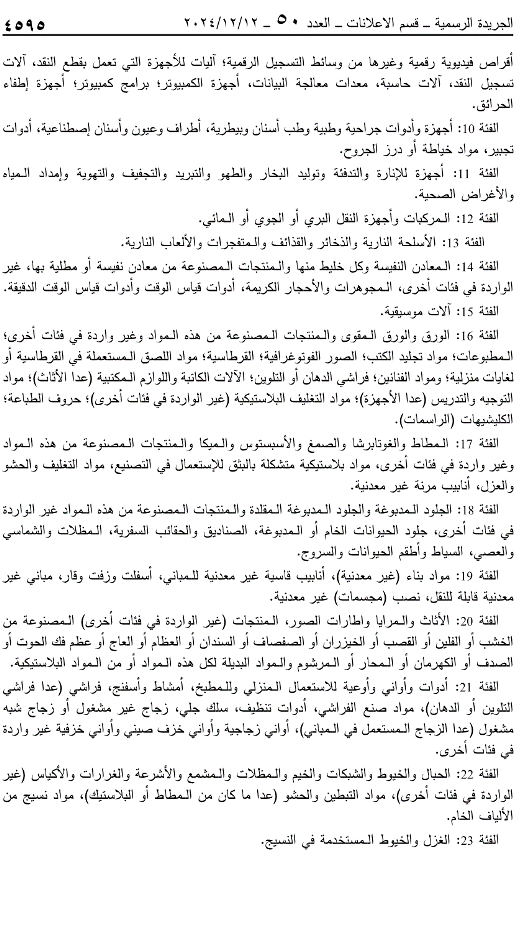 الجريدة الرسمية ــ قسم الاعلانات ــ العدد ٥٠ ــ ٢٠٢٤/١٢/١٢ ٤٥٩٥
أقراص فيديوية رقمية وغيرها من وسائط التسجيل الرقمية؛ آليات للأجهزة التي تعمل بقطع النقد، آلات
تسجيل النقد، آلات حاسبة، معدات معالجة البيانات، أجهزة الكمبيوتر؛ برامج كمبيوتر؛ أجهزة إطفاء
الحرائق.
الفئة 10: أجهزة وأدوات جراحية وطبية وطب أسنان وبيطرية، أطراف وعيون وأسنان إصطناعية، أدوات
تجبير، مواد خياطة أو درز الجروح.
الفئة 11: أجهزة للإنارة والتدفئة وتوليد البخار والطهو والتبريد والتجفيف والتهوية وإمداد المياه
والأغراض الصحية.
الفئة 12: المركبات وأجهزة النقل البري أو الجوي أو المائي.
الفئة 13: الأسلحة النارية والذخائر والقذائف والمتفجرات والألعاب النارية.
الفئة 14: المعادن النفيسة وكل خليط منها والمنتجات المصنوعة من معادن نفيسة أو مطلية بها، غير
الواردة في فئات أخرى، المجوهرات والأحجار الكريمة، أدوات قياس الوقت وأدوات قياس الوقت الدقيقة.
الفئة 15: آلات موسيقية.
الفئة 16: الورق والورق المقوى والمنتجات المصنوعة من هذه المواد وغير واردة في فئات أخرى؛
المطبوعات؛ مواد تجليد الكتب؛ الصور الفوتوغرافية؛ القرطاسية؛ مواد اللصق المستعملة في القرطاسية أو
لغايات منزلية؛ ومواد الفنانين؛ فراشي الدهان أو التلوين؛ الآلات الكاتبة واللوازم المكتبية (عدا الأثاث)؛ مواد
التوجيه والتدريس (عدا الأجهزة)؛ مواد التغليف البلاستيكية (غير الواردة في فئات أخرى)؛ حروف الطباعة؛
الكليشيهات (الراسمات).
الفئة 17: المطاط والغوتابرشا والصمغ والأسبستوس والميكا والمنتجات المصنوعة من هذه المواد
وغير واردة في فئات أخرى، مواد بلاستيكية متشكلة بالبثق للإستعمال في التصنيع، مواد التغليف والحشو
والعزل، أنابيب مرنة غير معدنية.
الفئة 18: الجلود المدبوغة والجلود المدبوغة المقلدة والمنتجات المصنوعة من هذه المواد غير الواردة
في فئات أخرى، جلود الحيوانات الخام أو المدبوغة، الصناديق والحقائب السفرية، المظلات والشماسي
والعصي، السياط وأطقم الحيوانات والسروج.
الفئة 19: مواد بناء (غير معدنية)، أنابيب قاسية غير معدنية للمباني، أسفلت وزفت وقار، مباني غير
معدنية قابلة للنقل، نصب (مجسمات) غير معدنية.
الفئة 20: الأثاث والمرايا واطارات الصور، المنتجات (غير الواردة في فئات أخرى) المصنوعة من
الخشب أو الفلين أو القصب أو الخيزران أو الصفصاف أو السندان أو العظام أو العاج أو عظم فك الحوت أو
الصدف أو الكهرمان أو المحار أو المرشوم والمواد البديلة لكل هذه المواد أو من المواد البلاستيكية.
الفئة 21: أدوات وأواني وأوعية للاستعمال المنزلي وللمطبخ، أمشاط وأسفنج، فراشي (عدا فراشي
التلوين أو الدهان)، مواد صنع الفراشي، أدوات تنظيف، سلك جلي، زجاج غير مشغول أو زجاج شبه
مشغول (عدا الزجاج المستعمل في المباني)، أواني زجاجية وأواني خزف صيني وأواني خزفية غير واردة
في فئات أخرى.
الفئة 22: الحبال والخيوط والشبكات والخيم والمظلات والمشمع والأشرعة والغرارات والأكياس (غير
الواردة في فئات أخرى)، مواد التبطين والحشو (عدا ما كان من المطاط أو البلاستيك)، مواد نسيج من
الألياف الخام.
الفئة 23: الغزل والخيوط المستخدمة في النسيج.